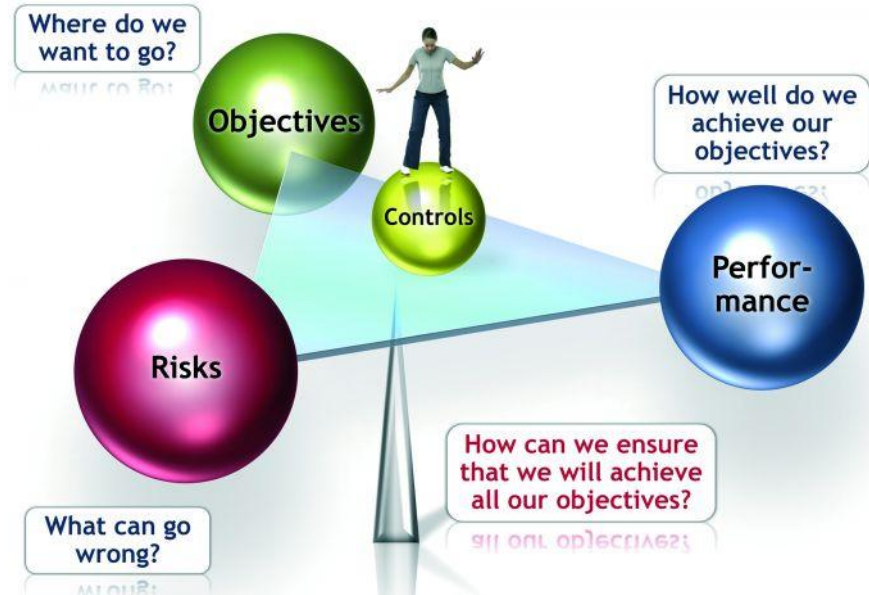 Where do we
want to go?
Objectives
Controls
How well do we
achieve our
objectives?
Perfor-
mance
Risks
How can we ensure
that we will achieve
all our objectives?
What can go
wrong?